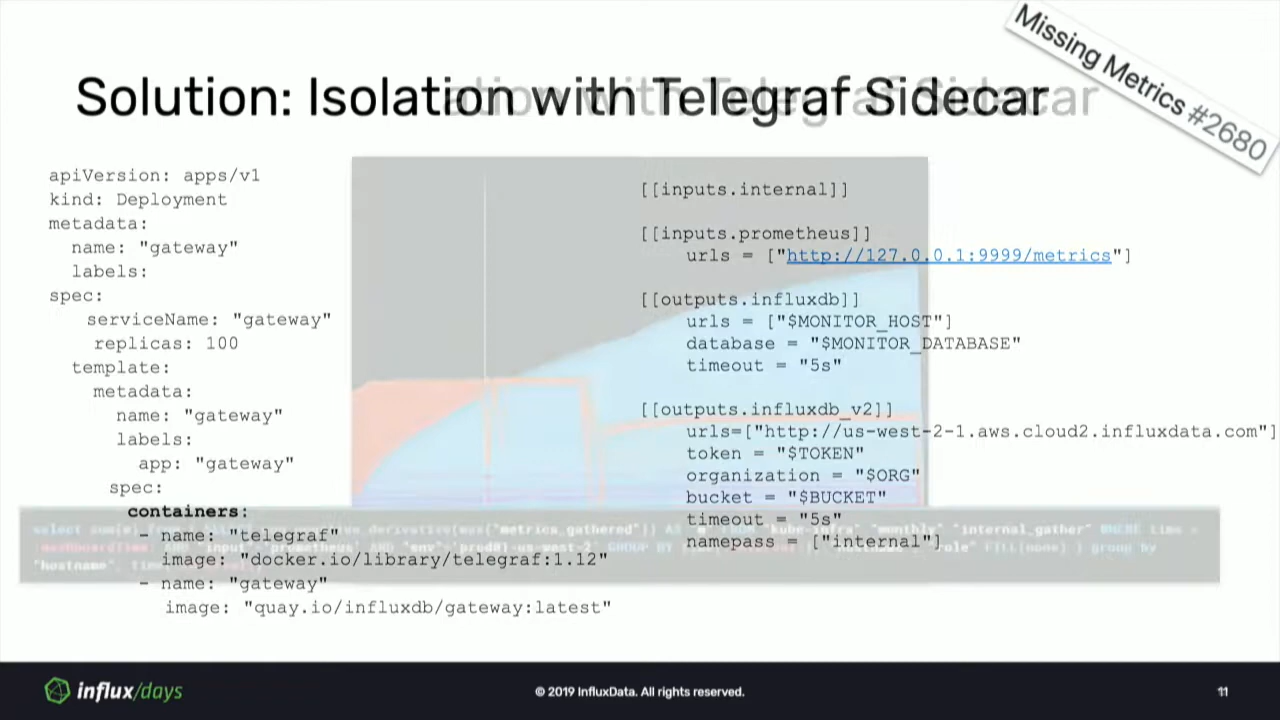 Missing Metrics #2680
Solution: Isolation with Telegraf Sidecar
apiVersion: apps/v1
kind: Deployment
metadata:
name: "gateway"
labels:
spec:
serviceName: "gateway"
replicas: 100
template:
metadata:
name: "gateway"
labels:
app: "gateway"
spec:
containers:
- name: "telegraf"
image: "docker.io/library/telegraf:1.12"
- name: "gateway"
image: "quay.io/influxdb/gateway:latest"
[[inputs.internal]]
[[inputs.prometheus]]
urls = ["http://127.0.0.1:9999/metrics"]
[[outputs.influxdb]]
urls = ["$MONITOR_HOST"]
database = "$MONITOR_DATABASE"
timeout = "5s"
[[outputs.influxdb_v2]]
urls=["http://us-west-2-1.aws.cloud2.influxdata.com"]
token = "$TOKEN"
organization = "$ORG"
bucket = "$BUCKET"
timeout = "5s"
namepass = ["internal"]
influx/days
© 2019 InfluxData. All rights reserved.
11